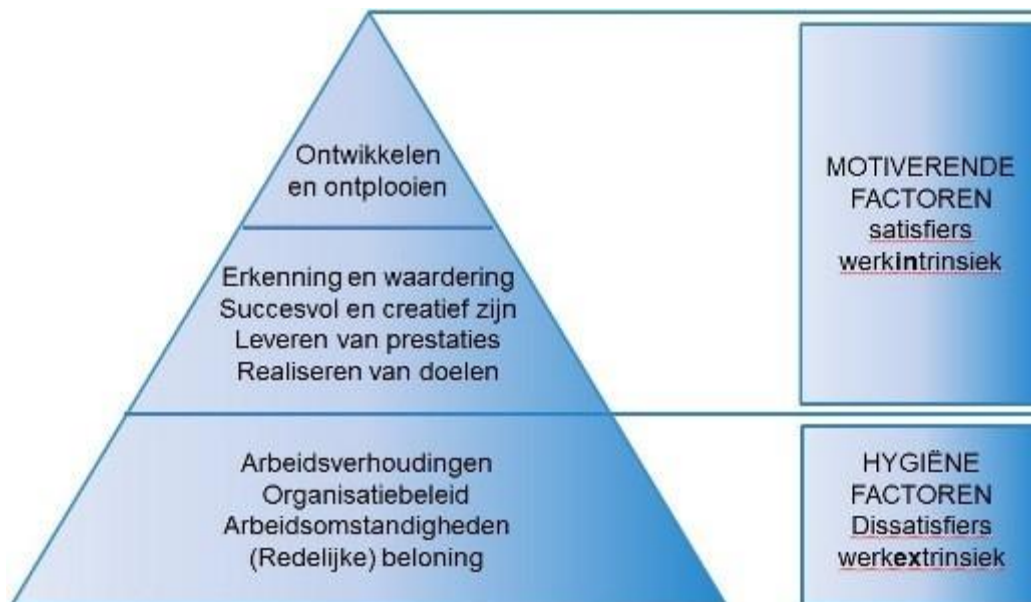 Ontwikkelen
en ontplooien
Erkenning en waardering
Succesvol en creatief zijn
Leveren van prestaties
Realiseren van doelen
Arbeidsverhoudingen
Organisatiebeleid
Arbeidsomstandigheden
(Redelijke) beloning
MOTIVERENDE
FACTOREN
satisfiers
werkintrinsiek
HYGIËNE
FACTOREN
Dissatisfiers
werkextrinsiek